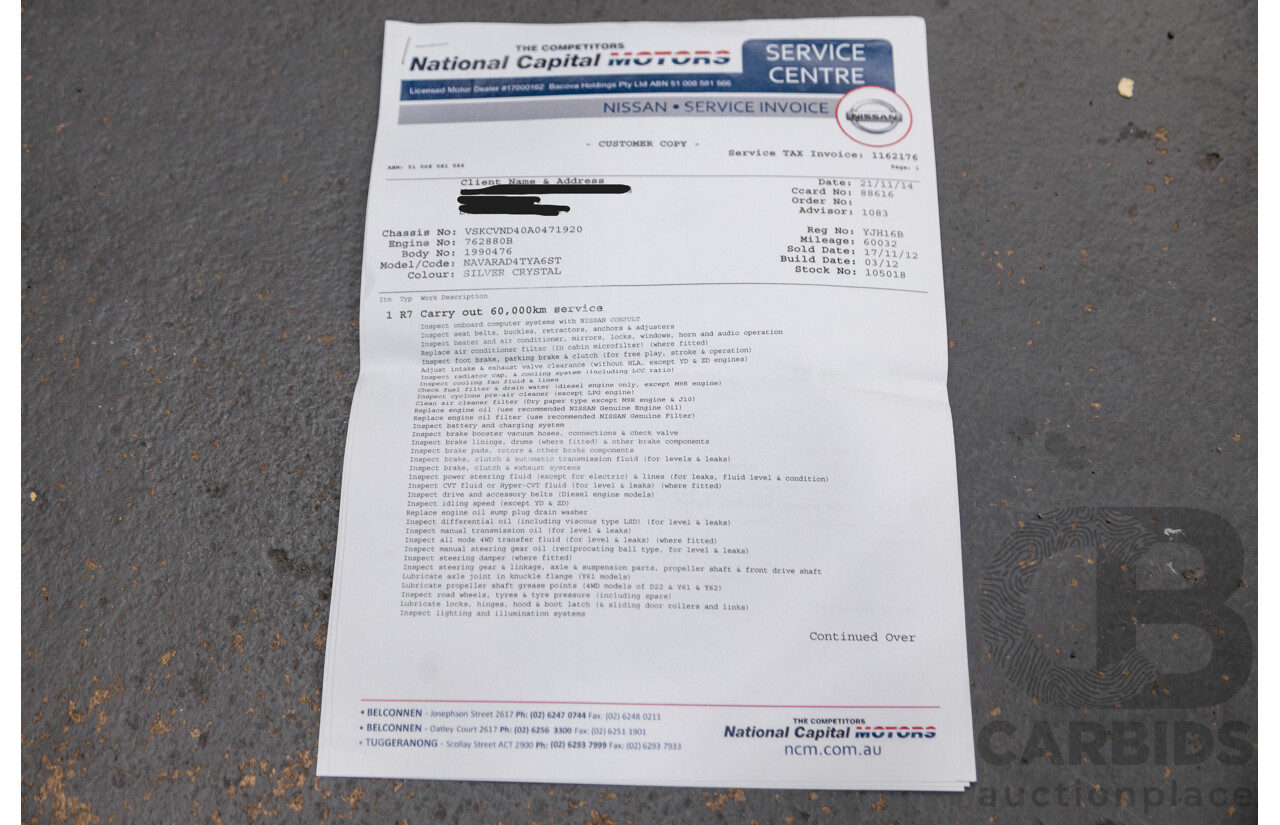 THE COMPETITORS
National Capital MOTORS
SERVICE
CENTRE
Licensed Motor Dealer #17000162 Bacova Holdings Pty Ltd ABN 51 008 581 566
NISSAN • SERVICE INVOICE
NISSAN
- CUSTOMER COPY -
Service TAX Invoice: 1162176
ABN: 51 008 581 566
Page: 1
Client Name & Address
Date: 21/11/14
Ccard No: 88616
Order No:
Advisor: 1083
Chassis No: VSKCVND40A0471920
Engine No: 762880B
Body No: 1990476
Model/Code: NAVARAD4TYA6ST
Colour: SILVER CRYSTAL
Reg No: YJH16B
Mileage: 60032
Sold Date: 17/11/12
Build Date: 03/12
Stock No: 105018
Itm Typ Work Description
1 R7 Carry out 60,000km service
Inspect onboard computer systems with NISSAN CONSULT
Inspect seat belts, buckles, retractors, anchors & adjusters
Inspect heater and air conditioner, mirrors, locks, windows, horn and audio operation
Replace air conditioner filter (In cabin microfilter) (where fitted)
Inspect foot brake, parking brake & clutch (for free play, stroke & operation)
Adjust intake & exhaust valve clearance (without HLA, except YD & ZD engines)
Inspect radiator cap, & cooling system (including LCC ratio)
Inspect cooling fan fluid & lines
Check fuel filter & drain water (diesel engine only, except M9R engine)
Inspect cyclone pre-air cleaner (except LPG engine)
Clean air cleaner filter (Dry paper type except M9R engine & J10)
Replace engine oil (use recommended NISSAN Genuine Engine Oil)
Replace engine oil filter (use recommended NISSAN Genuine Filter)
Inspect battery and charging system
Inspect brake booster vacuum hoses, connections & check valve
Inspect brake linings, drums (where fitted) & other brake components
Inspect brake pads, rotors & other brake components
Inspect brake, clutch & automatic transmission fluid (for levels & leaks)
Inspect brake, clutch & exhaust systems
Inspect power steering fluid (except for electric) & lines (for leaks, fluid level & condition)
Inspect CVT fluid or Hyper-CVT fluid (for level & leaks) (where fitted)
Inspect drive and accessory belts (Diesel engine models)
Inspect idling speed (except YD & ZD)
Replace engine oil sump plug drain washer
Inspect differential oil (including viscous type LSD) (for level & leaks)
Inspect manual transmission oil (for level & leaks)
Inspect all mode 4WD transfer fluid (for level & leaks) (where fitted)
Inspect manual steering gear oil (reciprocating ball type, for level & leaks)
Inspect steering damper (where fitted)
Inspect steering gear & linkage, axle & suspension parts, propeller shaft & front drive shaft
Lubricate axle joint in knuckle flange (Y61 models)
Lubricate propeller shaft grease points (4WD models of D22 & Y61 & Y62)
Inspect road wheels, tyres & tyre pressure (including spare)
Lubricate locks, hinges, hood & boot latch (& sliding door rollers and links)
Inspect lighting and illumination systems
Continued Over
• BELCONNEN - Josephson Street 2617 Ph: (02) 6247 0744 Fax: (02) 6248 0211
• BELCONNEN - Oatley Court 2617 Ph: (02) 6256 3300 Fax: (02) 6251 1901
• TUGGERANONG - Scollay Street ACT 2900 Ph: (02) 6293 7999 Fax: (02) 6293 7933
THE COMPETITORS
National Capital MOTORS
ncm.com.au
CB
CARBIDS
auctionplace